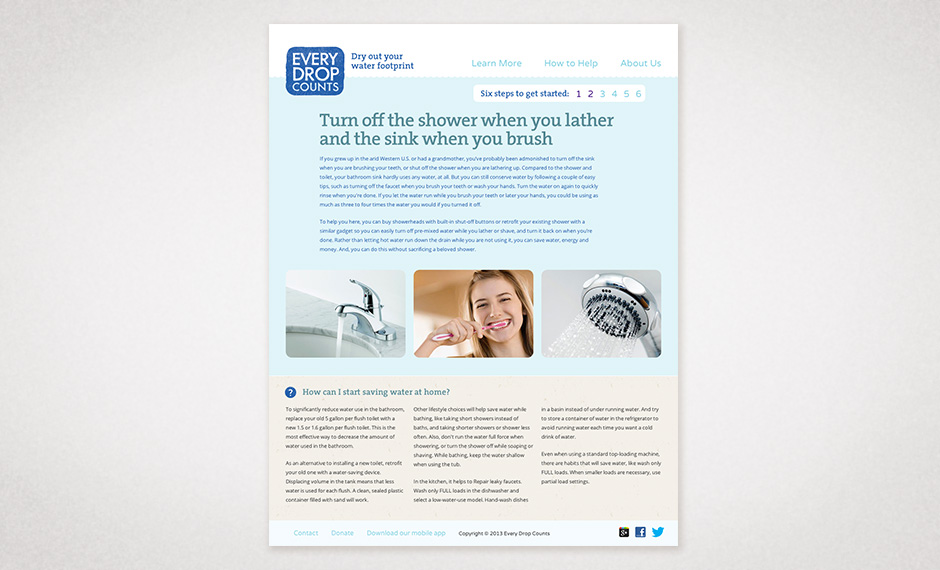 EVERY
DROP
COUNTS
Dry out your
water footprint
Learn More How to Help About Us
Six steps to get started: 1 2 3 4 5 6
Turn off the shower when you lather
and the sink when you brush
If you grew up in the arid Western U.S. or had a grandmother, you've probably been admonished to turn off the sink
when you are brushing your teeth, or shut off the shower when you are lathering up. Compared to the shower and
toilet, your bathroom sink hardly uses any water, at all. But you can still conserve water by following a couple of easy
tips, such as turning off the faucet when you brush your teeth or wash your hands. Turn the water on again to quickly
rinse when you're done. If you let the water run while you brush your teeth or later your hands, you could be using as
much as three to four times the water you would if you turned it off.
To help you here, you can buy showerheads with built-in shut-off buttons or retrofit your existing shower with a
similar gadget so you can easily turn off pre-mixed water while you lather or shave, and turn it back on when you're
done. Rather than letting hot water run down the drain while you are not using it, you can save water, energy and
money. And, you can do this without sacrificing a beloved shower.
? How can I start saving water at home?
To significantly reduce water use in the bathroom,
replace your old 5 gallon per flush toilet with a
new 1.5 or 1.6 gallon per flush toilet. This is the
most effective way to decrease the amount of
water used in the bathroom.
As an alternative to installing a new toilet, retrofit
your old one with a water-saving device.
Displacing volume in the tank means that less
water is used for each flush. A clean, sealed plastic
container filled with sand will work.
Other lifestyle choices will help save water while
bathing, like taking short showers instead of
baths, and taking shorter showers or shower less
often. Also, don't run the water full force when
showering, or turn the shower off while soaping or
shaving. While bathing, keep the water shallow
when using the tub.
In the kitchen, it helps to Repair leaky faucets.
Wash only FULL loads in the dishwasher and
select a low-water-use model. Hand-wash dishes
in a basin instead of under running water. And try
to store a container of water in the refrigerator to
avoid running water each time you want a cold
drink of water.
Even when using a standard top-loading machine,
there are habits that will save water, like wash only
FULL loads. When smaller loads are necessary, use
partial load settings.
Contact Donate Download our mobile app Copyright © 2013 Every Drop Counts
g+ f